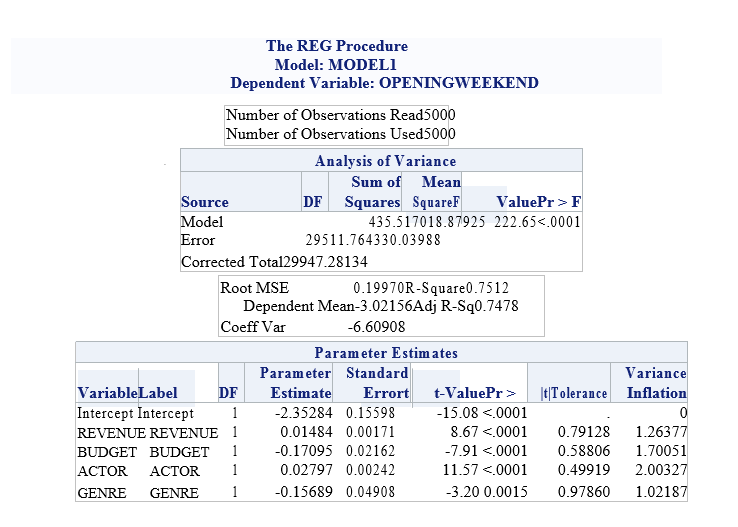 The REG Procedure
Model: MODEL1
Dependent Variable: OPENINGWEEKEND
Number of Observations Read5000
Number of Observations Used5000
Analysis of Variance
Sum of Mean
Source DF Squares SquareF ValuePr > F
Model 435.517018.87925 222.65<.0001
Error 29511.764330.03988
Corrected Total29947.28134
Root MSE 0.19970R-Square0.7512
Dependent Mean-3.02156Adj R-Sq0.7478
Coeff Var -6.60908
Parameter Estimates
Parameter Standard Variance
VariableLabel DF Estimate Errort t-ValuePr > |t|Tolerance Inflation
Intercept Intercept 1 -2.35284 0.15598 -15.08 <.0001 . 0
REVENUE REVENUE 1 0.01484 0.00171 8.67 <.0001 0.79128 1.26377
BUDGET BUDGET 1 -0.17095 0.02162 -7.91 <.0001 0.58806 1.70051
ACTOR ACTOR 1 0.02797 0.00242 11.57 <.0001 0.49919 2.00327
GENRE GENRE 1 -0.15689 0.04908 -3.20 0.0015 0.97860 1.02187